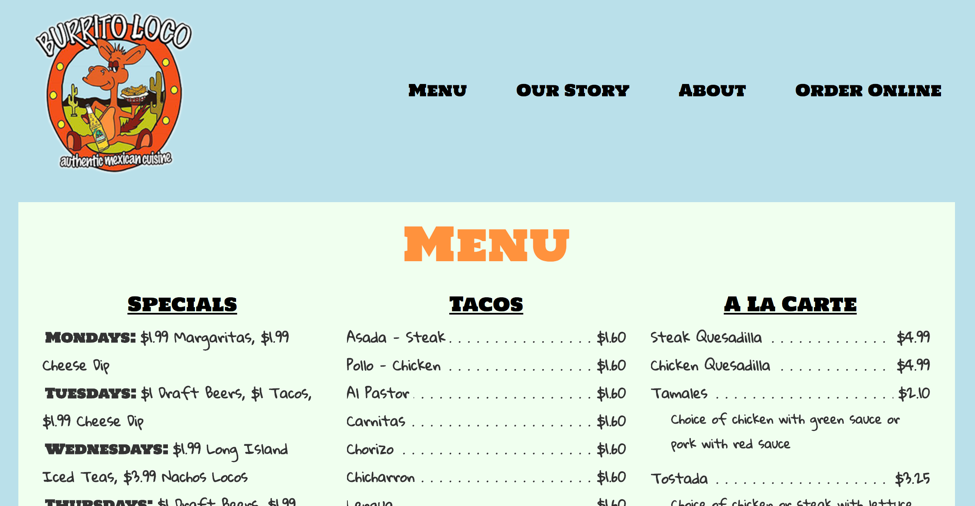 BURRITO LOCO
authentic mexican cuisine
Menu
Our Story
About
Order Online
Menu
Specials
Mondays: $1.99 Margaritas, $1.99
Cheese Dip
Tuesdays: $1 Draft Beers, $1 Tacos,
$1.99 Cheese Dip
Wednesdays: $1.99 Long Island
Iced Teas, $3.99 Nachos Locos
Thursdays: $1 Draft Beers, $1.99
Tacos
Asada - Steak . . . . . . . . . . . . . . . . $1.60
Pollo - Chicken . . . . . . . . . . . . . . . . $1.60
Al Pastor . . . . . . . . . . . . . . . . . . . $1.60
Carnitas . . . . . . . . . . . . . . . . . . . $1.60
Chorizo . . . . . . . . . . . . . . . . . . . . $1.60
Chicharron . . . . . . . . . . . . . . . . . . $1.60
Lengua . . . . . . . . . . . . . . . . . . . . $1.60
A La Carte
Steak Quesadilla . . . . . . . . . . . . . $4.99
Chicken Quesadilla . . . . . . . . . . . . $4.99
Tamales . . . . . . . . . . . . . . . . . . . $2.10
Choice of chicken with green sauce or
pork with red sauce
Tostada . . . . . . . . . . . . . . . . . . . $3.25
Choice of chicken or steak with lettuce,